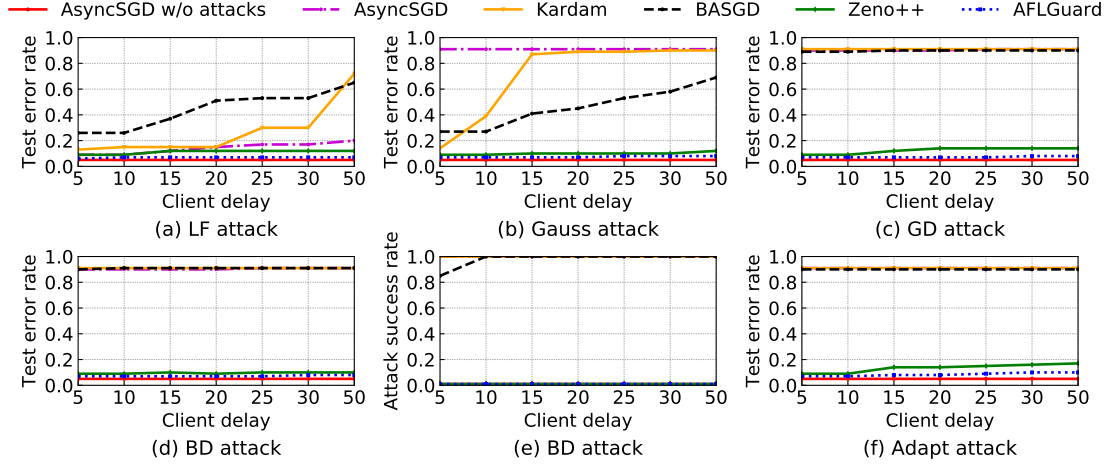 AsyncSGD w/o attacks AsyncSGD Kardam BASGD Zeno++ AFLGuard
Test error rate
1.0
0.8
0.6
0.4
0.2
0.0
5 10 15 20 25 30 50
Client delay
(a) LF attack
Test error rate
1.0
0.8
0.6
0.4
0.2
0.0
5 10 15 20 25 30 50
Client delay
(b) Gauss attack
Test error rate
1.0
0.8
0.6
0.4
0.2
0.0
5 10 15 20 25 30 50
Client delay
(c) GD attack
Test error rate
1.0
0.8
0.6
0.4
0.2
0.0
5 10 15 20 25 30 50
Client delay
(d) BD attack
Attack success rate
1.0
0.8
0.6
0.4
0.2
0.0
5 10 15 20 25 30 50
Client delay
(e) BD attack
Test error rate
1.0
0.8
0.6
0.4
0.2
0.0
5 10 15 20 25 30 50
Client delay
(f) Adapt attack